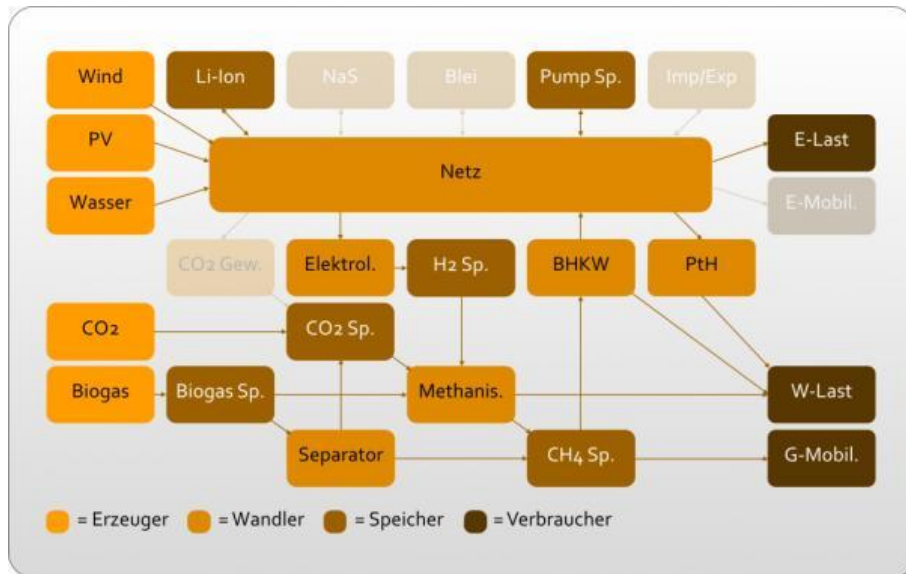 Wind
Li-Ion
NaS
Blei
Pump Sp.
Imp/Exp
PV
Netz
E-Last
Wasser
E-Mobil.
CO2 Gew.
Elektrol.
H2 Sp.
BHKW
PtH
CO2
CO2 Sp.
Biogas
Biogas Sp.
Methanis.
W-Last
Separator
CH4 Sp.
G-Mobil.
= Erzeuger
= Wandler
= Speicher
= Verbraucher